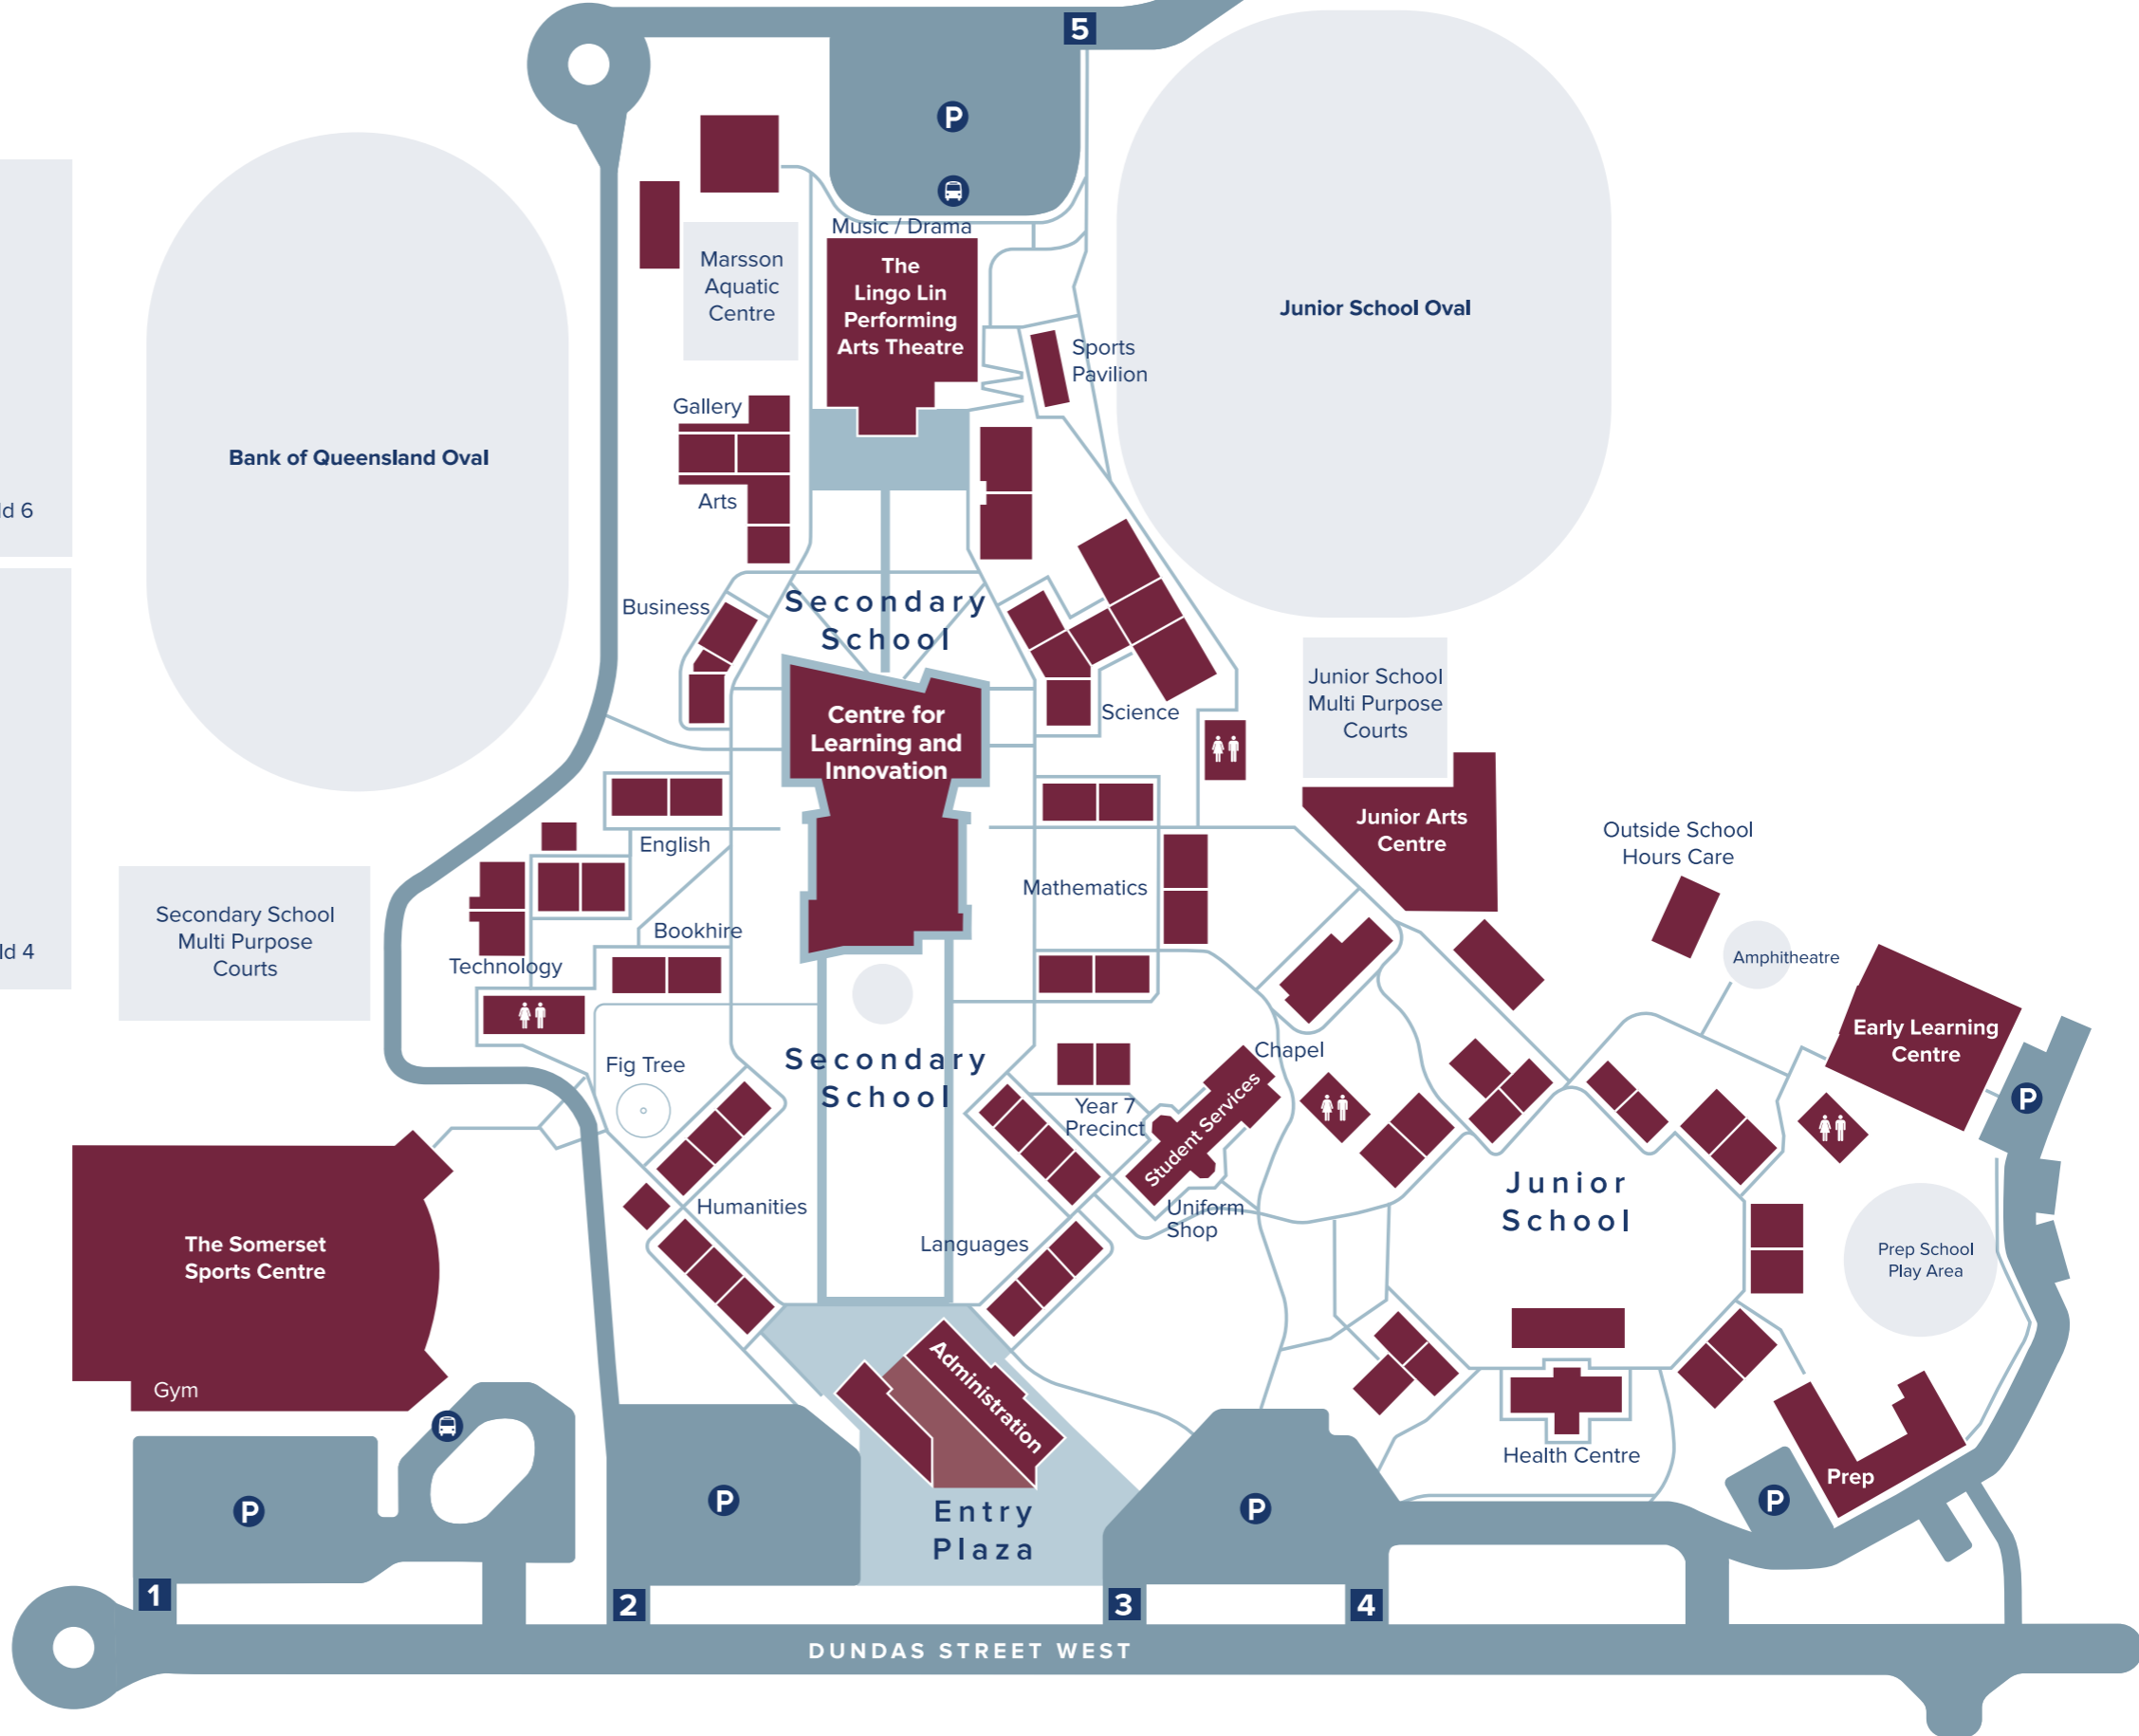 5
P
Music / Drama
The
Lingo Lin
Performing
Arts Theatre
Marsson
Aquatic
Centre
Junior School Oval
Sports
Pavilion
Gallery
Bank of Queensland Oval
Arts
ld 6
Business
Secondary
School
Junior School
Multi Purpose
Courts
Science
Centre for
Learning and
Innovation
Junior Arts
Centre
Outside School
Hours Care
English
Mathematics
Secondary School
Multi Purpose
Courts
Bookhire
ld 4
Technology
Amphitheatre
Early Learning
Centre
Secondary
School
Chapel
Fig Tree
P
Year 7
Precinct
Student Services
Junior
School
Humanities
Uniform
Shop
Languages
The Somerset
Sports Centre
Prep School
Play Area
Gym
Administration
Health Centre
Prep
P
P
P
P
Entry
Plaza
1
2
3
4
DUNDAS STREET WEST